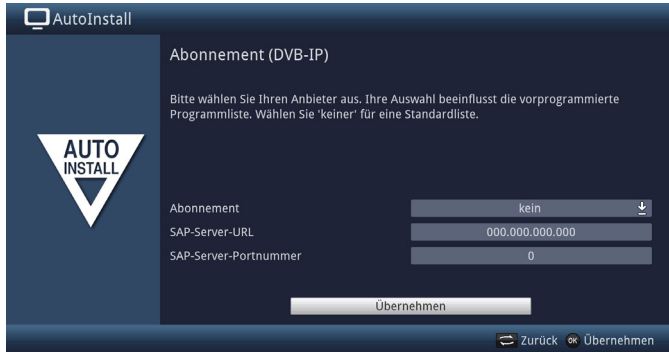 AutoInstall
Abonnement (DVB-IP)
Bitte wählen Sie Ihren Anbieter aus. Ihre Auswahl beeinflusst die vorprogrammierte
Programmliste. Wählen Sie 'keiner' für eine Standardliste.
AUTO
INSTALL
Abonnement kein
SAP-Server-URL 000.000.000.000
SAP-Server-Portnummer 0
Übernehmen
Zurück OK Übernehmen